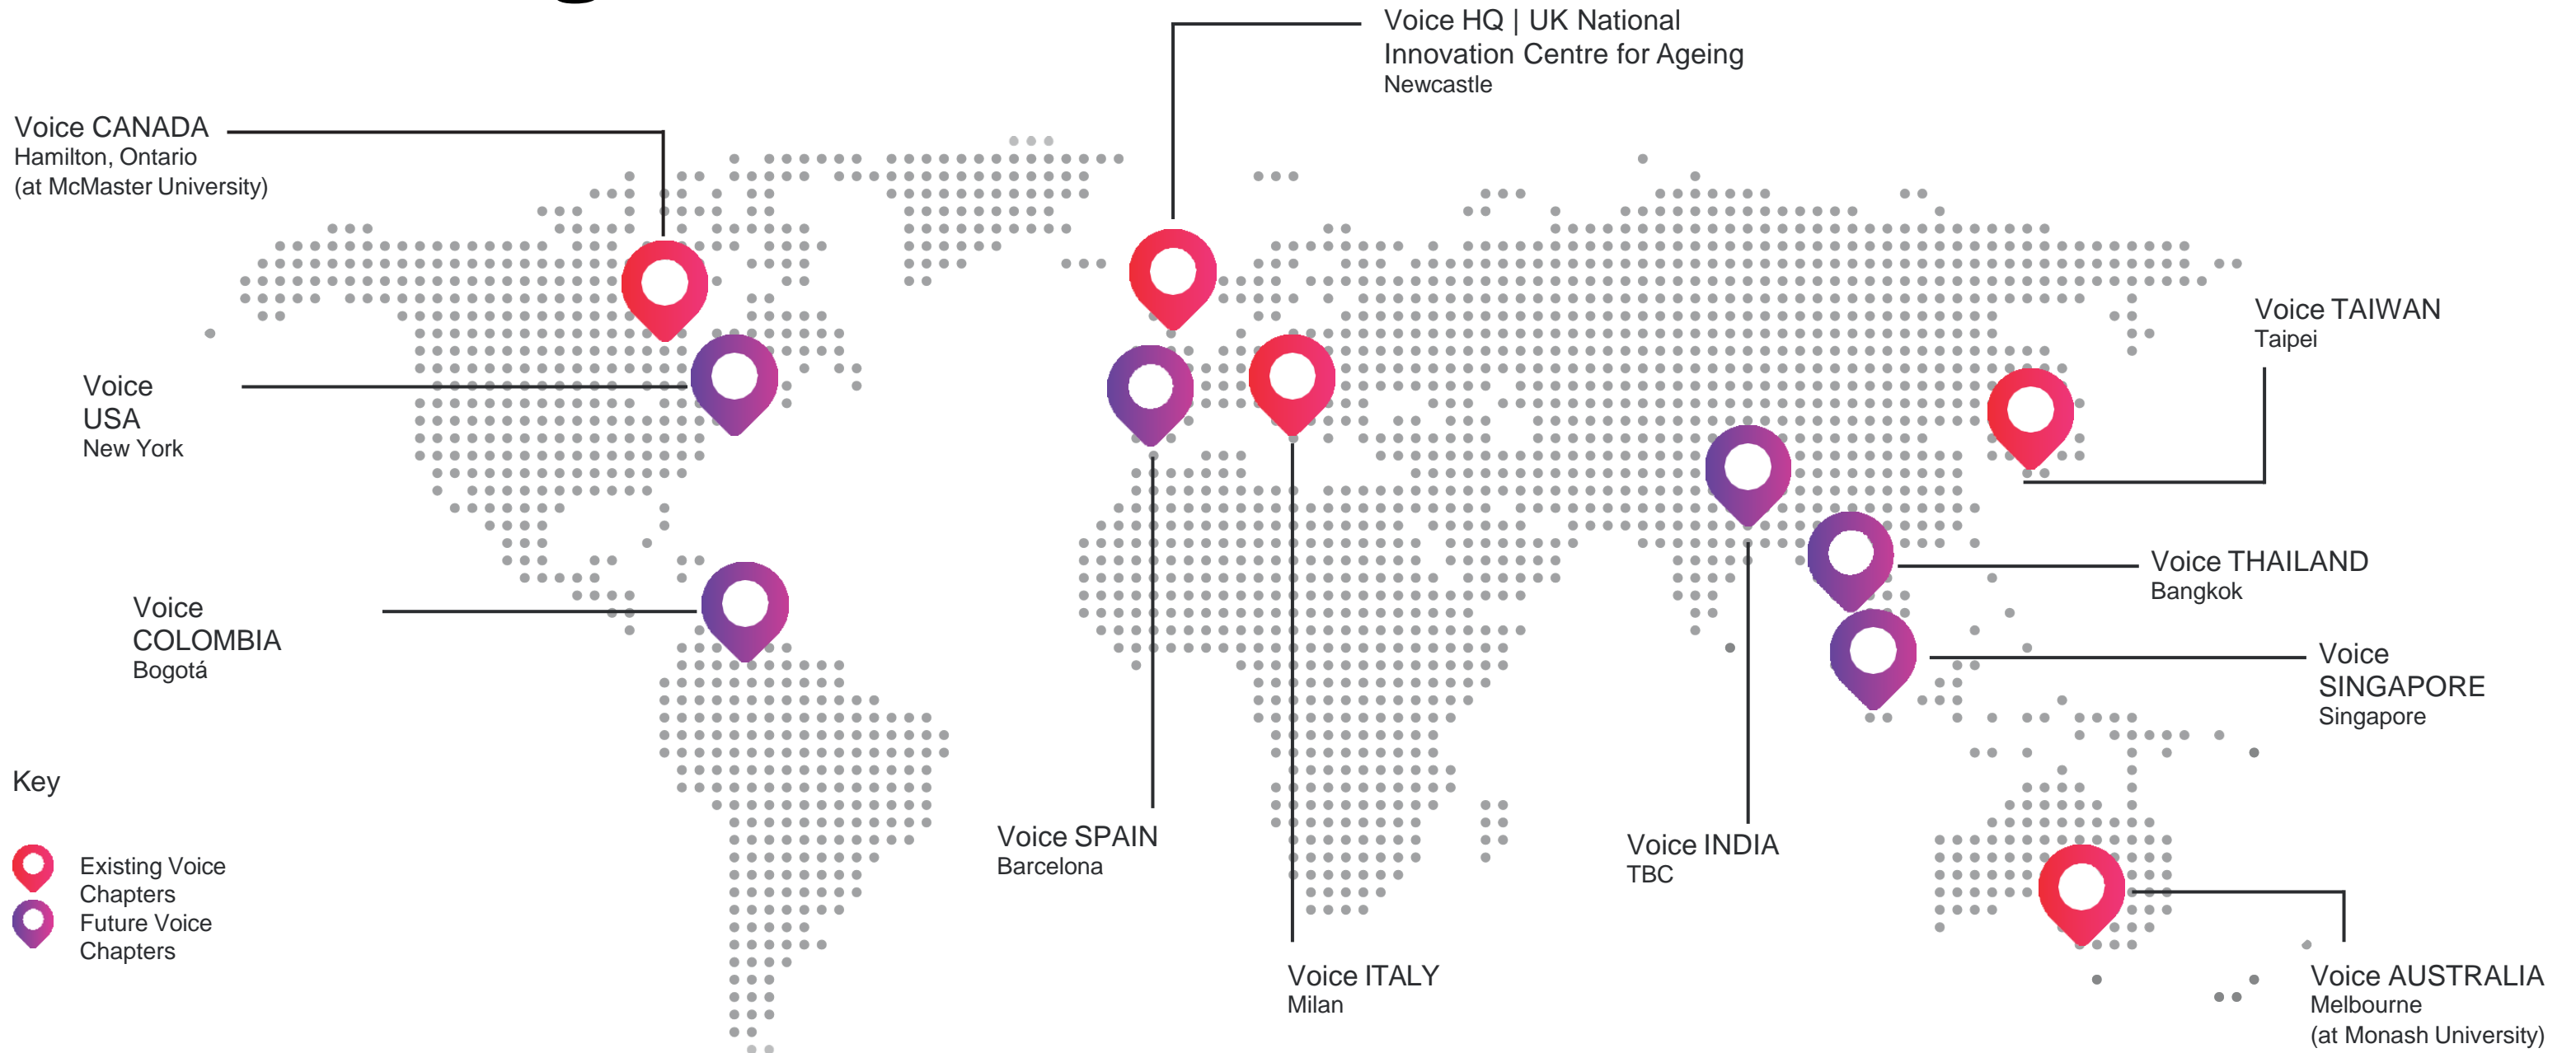 Voice HQ | UK National
Innovation Centre for Ageing
Newcastle
Voice CANADA
Hamilton, Ontario
(at McMaster University)
Voice TAIWAN
Taipei
Voice
USA
New York
Voice THAILAND
Bangkok
Voice
COLOMBIA
Bogotá
Voice
SINGAPORE
Singapore
Key
Existing Voice
Chapters
Future Voice
Chapters
Voice SPAIN
Barcelona
Voice INDIA
TBC
Voice ITALY
Milan
Voice AUSTRALIA
Melbourne
(at Monash University)